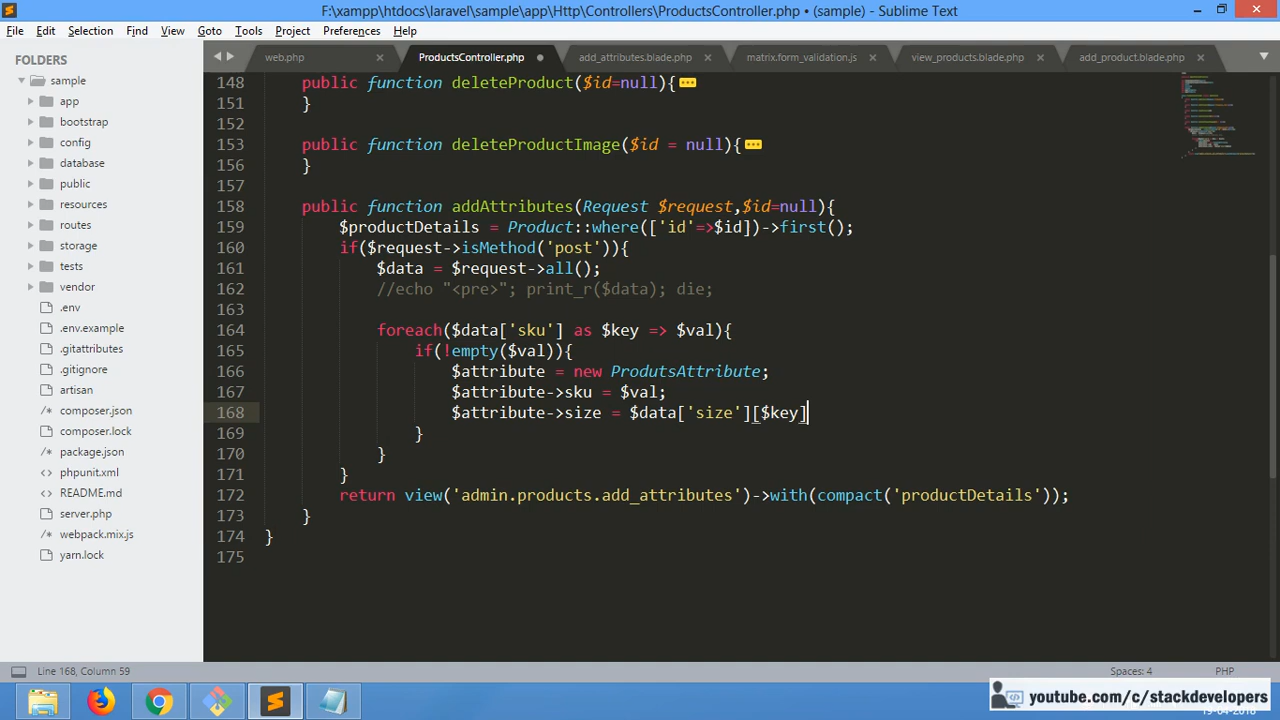 F:\xampp\htdocs\laravel\sample\app\Http\Controllers\ProductsController.php • (sample) - Sublime Text
File Edit Selection Find View Goto Tools Project Preferences Help
FOLDERS
sample
app
bootstrap
config
database
public
resources
routes
storage
tests
vendor
.env
.env.example
.gitattributes
.gitignore
artisan
composer.json
composer.lock
package.json
phpunit.xml
README.md
server.php
webpack.mix.js
yarn.lock
web.php ProductsController.php add_attributes.blade.php matrix.form_validation.js view_products.blade.php add_product.blade.php
148 public function deleteProduct($id=null){
151 }
152
153 public function deleteProductImage($id = null){
156 }
157
158 public function addAttributes(Request $request,$id=null){
159 $productDetails = Product::where(['id'=>$id])->first();
160 if($request->isMethod('post')){
161 $data = $request->all();
162 //echo "<pre>"; print_r($data); die;
163
164 foreach($data['sku'] as $key => $val){
165 if(!empty($val)){
166 $attribute = new ProdutsAttribute;
167 $attribute->sku = $val;
168 $attribute->size = $data['size'][$key]
169 }
170 }
171 }
172 return view('admin.products.add_attributes')->with(compact('productDetails'));
173 }
174 }
175
Line 168, Column 59 Spaces: 4 PHP
youtube.com/c/stackdevelopers